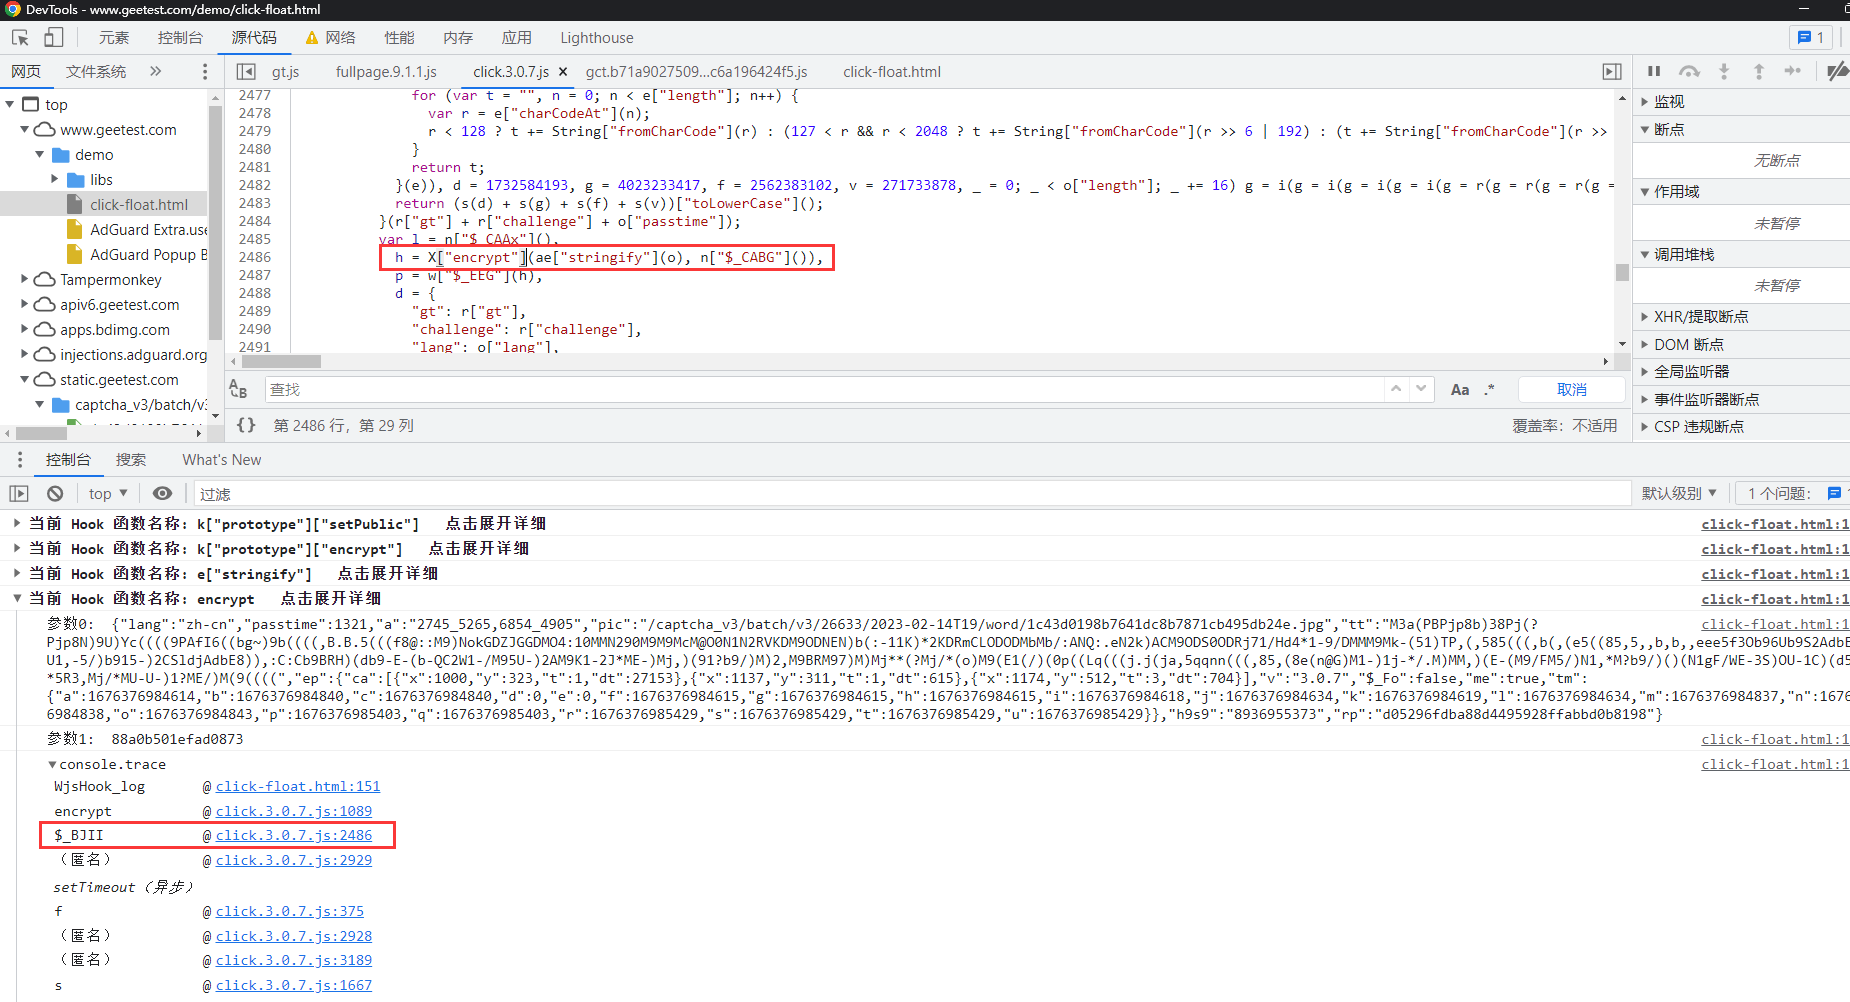 DevTools - www.geetest.com/demo/click-float.html
元素 控制台 源代码 网络 性能 内存 应用 Lighthouse 1
网页 文件系统 » gt.js fullpage.9.1.1.js click.3.0.7.js × gct.b71a9027509...c6a196424f5.js click-float.html
top
www.geetest.com
demo
libs
click-float.html
AdGuard Extra.use
AdGuard Popup B
Tampermonkey
apiv6.geetest.com
apps.bdimg.com
injections.adguard.org
static.geetest.com
captcha_v3/batch/v3
2477 for (var t = "", n = 0; n < e["length"]; n++) {
2478 var r = e["charCodeAt"](n);
2479 r < 128 ? t += String["fromCharCode"](r) : (127 < r && r < 2048 ? t += String["fromCharCode"](r >> 6 | 192) : (t += String["fromCharCode"](r >>
2480 }
2481 return t;
2482 }(e)), d = 1732584193, g = 4023233417, f = 2562383102, v = 271733878, _ = 0; _ < o["length"]; _ += 16) g = i(g = i(g = i(g = i(g = r(g = r(g = r(g =
2483 return (s(d) + s(g) + s(f) + s(v))["toLowerCase"]();
2484 }(r["gt"] + r["challenge"] + o["passtime"]);
2485 var l = n["$_CAAx"](),
2486 h = X["encrypt"](ae["stringify"](o), n["$_CABG"]()),
2487 p = w["$_EEG"](h),
2488 d = {
2489 "gt": r["gt"],
2490 "challenge": r["challenge"],
2491 "lang": o["lang"],
查找 Aa .* 取消
{} 第 2486 行，第 29 列 覆盖率：不适用
监视
断点
无断点
作用域
未暂停
调用堆栈
未暂停
XHR/提取断点
DOM 断点
全局监听器
事件监听器断点
CSP 违规断点
控制台 搜索 What's New
top ▼ 过滤 默认级别 ▼ 1 个问题：
当前 Hook 函数名称：k["prototype"]["setPublic"] 点击展开详细 click-float.html:1
当前 Hook 函数名称：k["prototype"]["encrypt"] 点击展开详细 click-float.html:1
当前 Hook 函数名称：e["stringify"] 点击展开详细 click-float.html:1
当前 Hook 函数名称：encrypt 点击展开详细 click-float.html:1
参数0: {"lang":"zh-cn","passtime":1321,"a":"2745_5265,6854_4905","pic":"/captcha_v3/batch/v3/26633/2023-02-14T19/word/1c43d0198b7641dc8b7871cb495db24e.jpg","tt":"M3a(PBPjp8b)38Pj(? click-float.html:1
Pjp8N)9U)Yc((((9PAfI6((bg~)9b((((,B.B.5(((f8@::M9)NokGDZJGGDMO4:10MMN290M9M9McM@O0N1N2RVKDM9ODNEN)b(:-11K)*2KDRmCLODODMbMb/:ANQ:.eN2k)ACM9ODS0ODRj71/Hd4*1-9/DMMM9Mk-(51)TP,(,585(((,b(,(e5((85,5,,b,b,,eee5f3Ob96Ub9S2AdbE
U1,-5/)b915-)2CSldjAdbE8)),:C:Cb9BRH)(db9-E-(b-QC2W1-/M95U-)2AM9K1-2J*ME-)Mj,)(91?b9/)M)2,M9BRM97)M)Mj**(?Mj/*(o)M9(E1(/)(0p((Lq(((j.j(ja,5qqnn(((,85,(8e(n@G)M1-)1j-*/.M)MM,)(E-(M9/FM5/)N1,*M?b9/)()(N1gF/WE-3S)OU-1C)(d5
*5R3,Mj/*MU-U-)1?ME/)M(9((((","ep":{"ca":[{"x":1000,"y":323,"t":1,"dt":27153},{"x":1137,"y":311,"t":1,"dt":615},{"x":1174,"y":512,"t":3,"dt":704}],"v":"3.0.7","$_Fo":false,"me":true,"tm":
{"a":1676376984614,"b":1676376984840,"c":1676376984840,"d":0,"e":0,"f":1676376984615,"g":1676376984615,"h":1676376984615,"i":1676376984618,"j":1676376984634,"k":1676376984619,"l":1676376984634,"m":1676376984837,"n":16763
76984838,"o":1676376984843,"p":1676376985403,"q":1676376985403,"r":1676376985429,"s":1676376985429,"t":1676376985429,"u":1676376985429}},"h9s9":"8936955373","rp":"d05296fdba88d4495928ffabbd0b8198"}
参数1: 88a0b501efad0873 click-float.html:1
console.trace click-float.html:1
WjsHook_log @ click-float.html:151
encrypt @ click.3.0.7.js:1089
$_BJII @ click.3.0.7.js:2486
（匿名） @ click.3.0.7.js:2929
setTimeout（异步）
f @ click.3.0.7.js:375
（匿名） @ click.3.0.7.js:2928
（匿名） @ click.3.0.7.js:3189
s @ click.3.0.7.js:1667